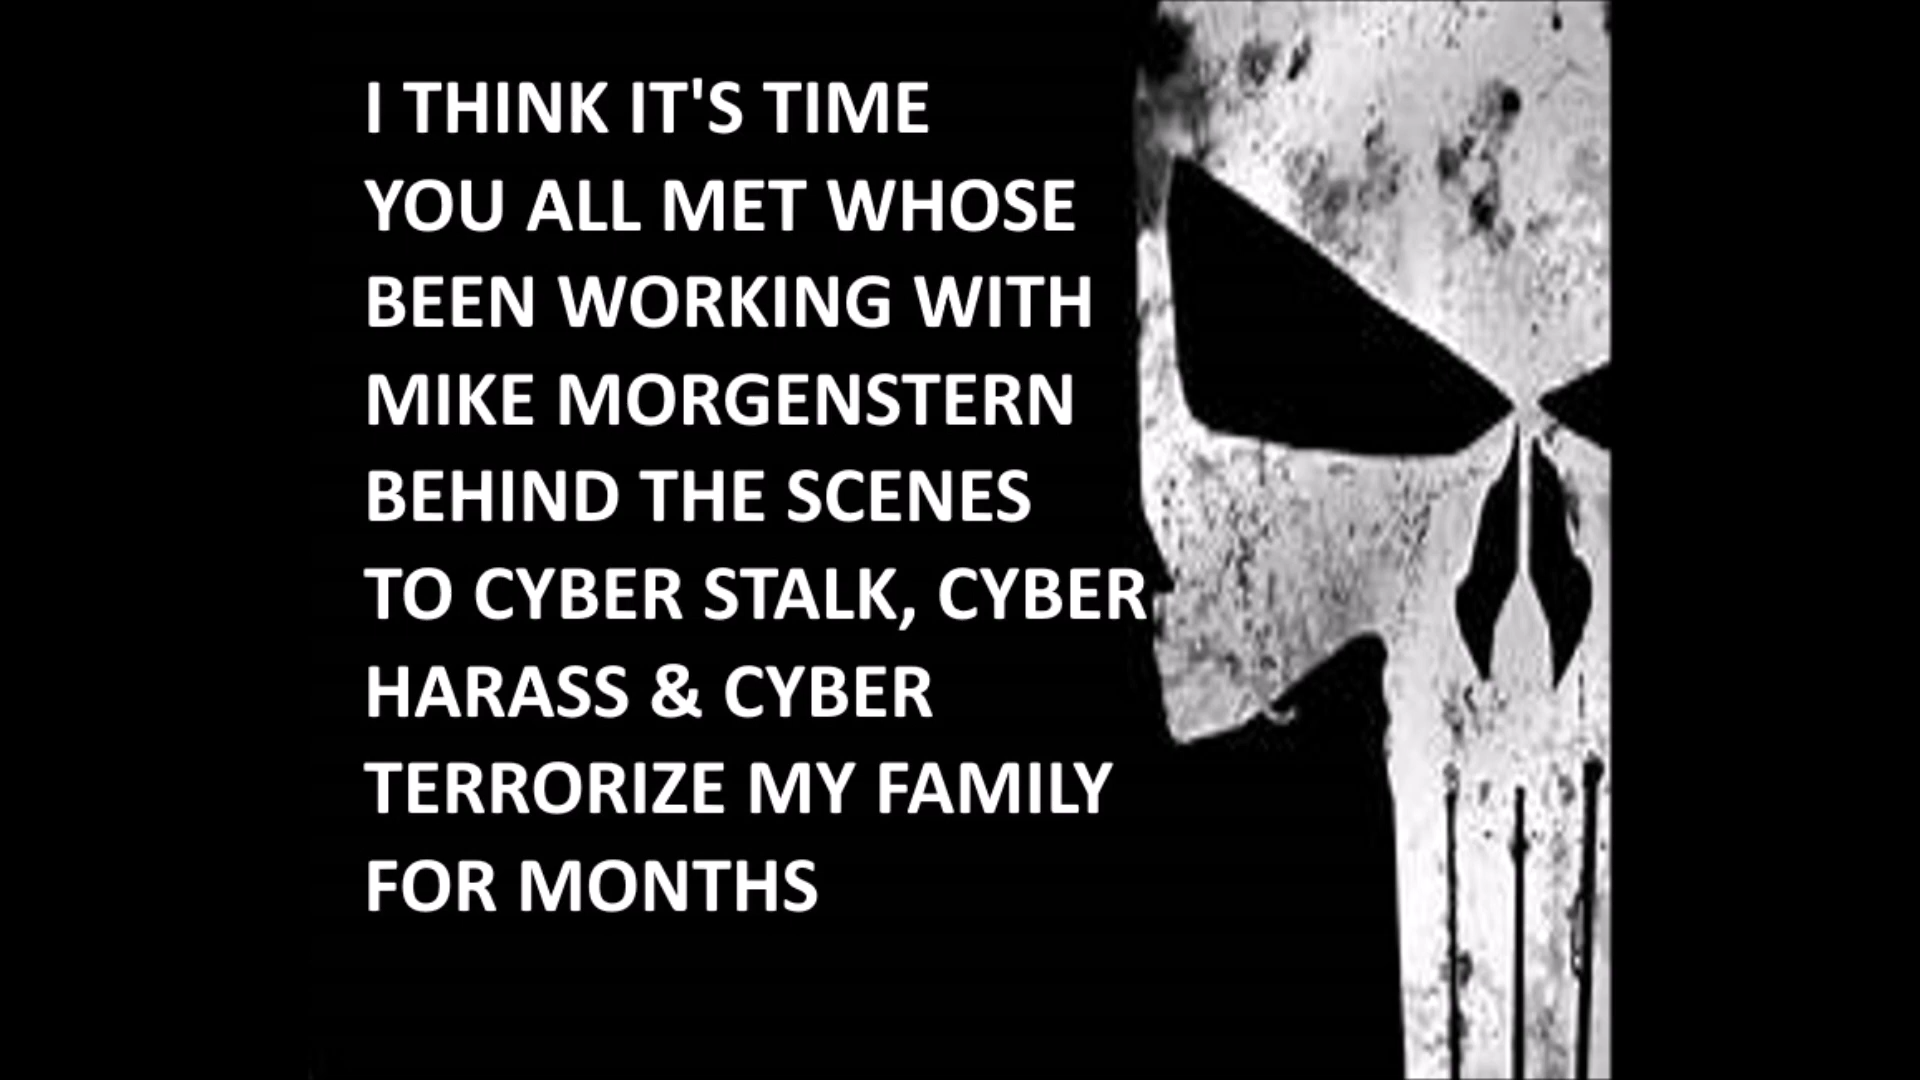 I THINK IT'S TIME
YOU ALL MET WHOSE
BEEN WORKING WITH
MIKE MORGENSTERN
BEHIND THE SCENES
TO CYBER STALK, CYBER
HARASS & CYBER
TERRORIZE MY FAMILY
FOR MONTHS